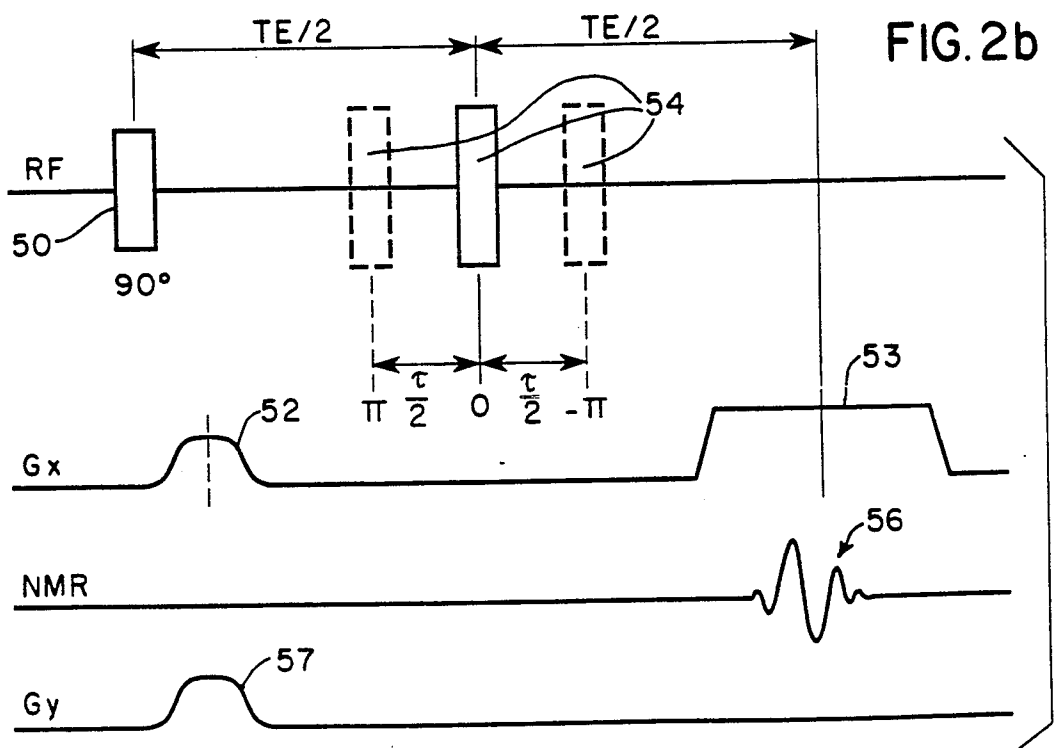 TE/2 TE/2 FIG. 2b
54
RF
50
90°
π τ/2 0 τ/2 -π
53
52
Gx
56
NMR
57
Gy